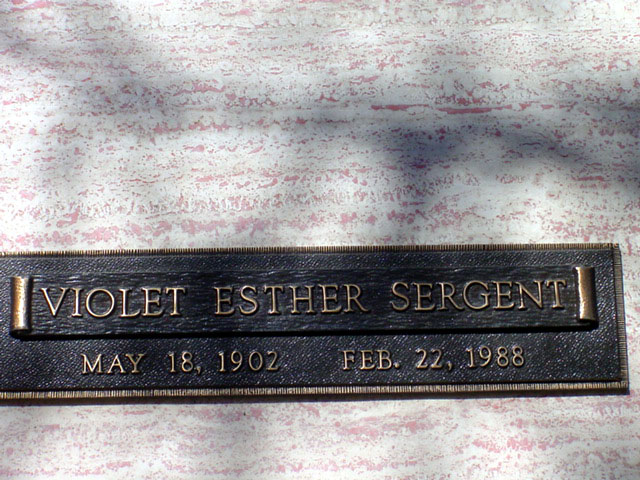 VIOLET ESTHER SERGENT
MAY 18, 1902 FEB. 22, 1988